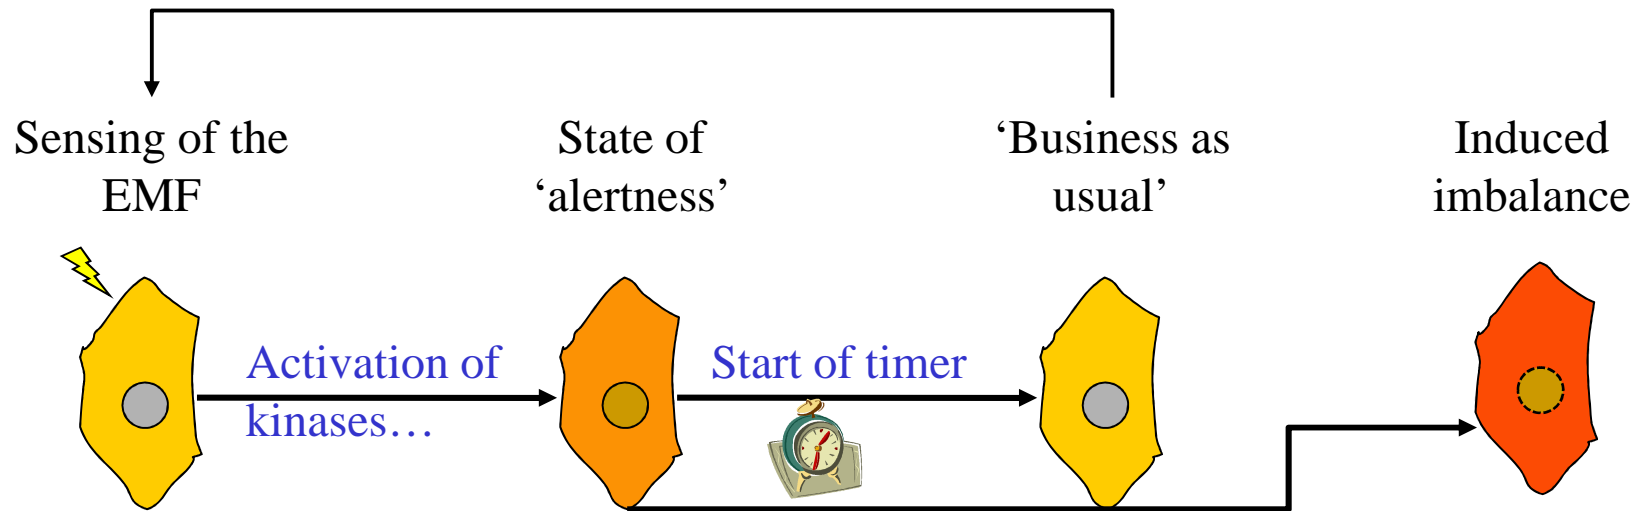 Sensing of the
EMF
State of
‘alertness’
‘Business as
usual’
Induced
imbalance
Activation of
kinases…
Start of timer